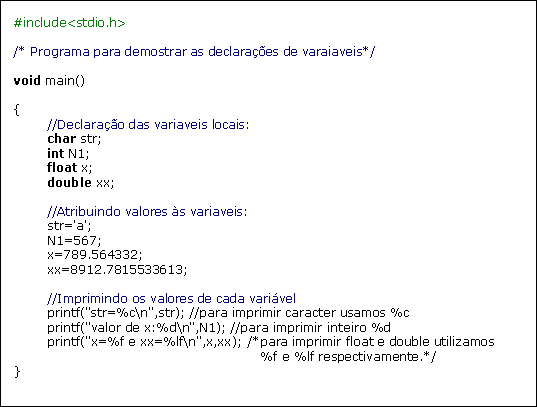 #include<stdio.h>
/* Programa para demostrar as declarações de varaiaveis*/
void main()
{
//Declaração das variaveis locais:
char str;
int N1;
float x;
double xx;
//Atribuindo valores às variaveis:
str='a';
N1=567;
x=789.564332;
xx=8912.7815533613;
//Imprimindo os valores de cada variável
printf("str=%c\n",str); //para imprimir caracter usamos %c
printf("valor de x:%d\n",N1); //para imprimir inteiro %d
printf("x=%f e xx=%lf\n",x,xx); /*para imprimir float e double utilizamos
%f e %lf respectivamente.*/
}